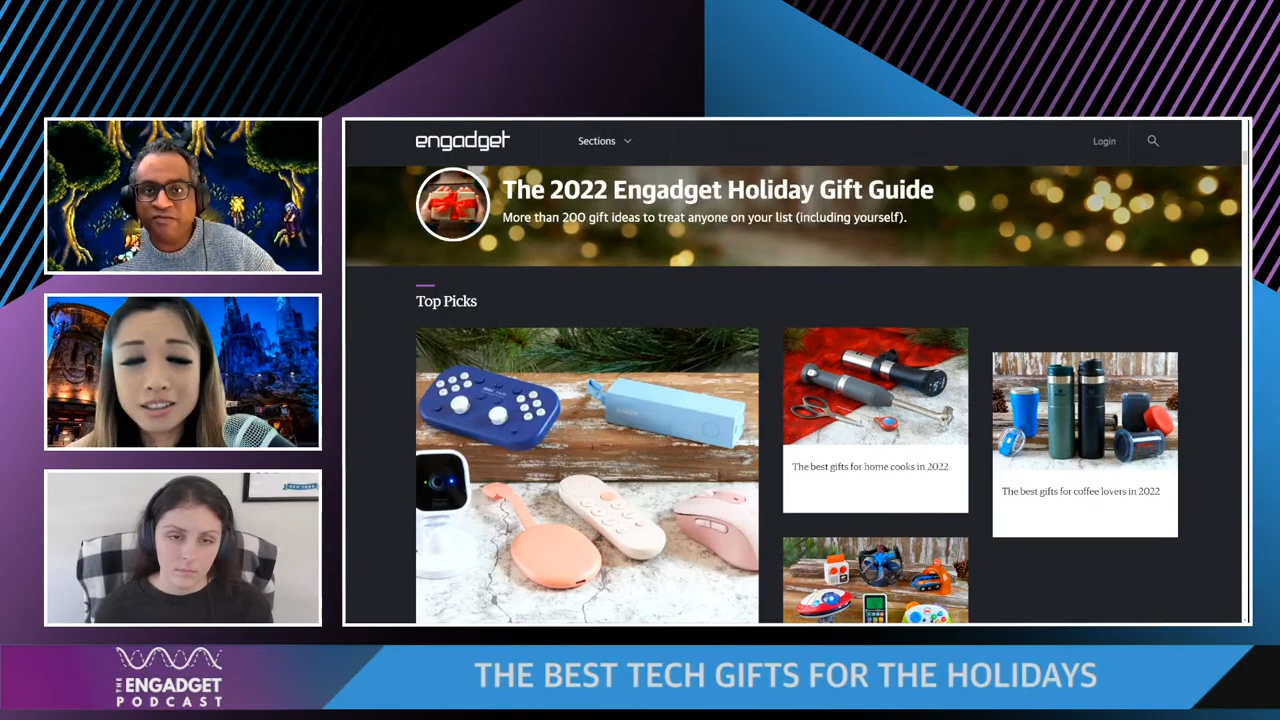 engadget
Sections
Login
The 2022 Engadget Holiday Gift Guide
More than 200 gift ideas to treat anyone on your list (including yourself).
Top Picks
The best gifts for home cooks in 2022
The best gifts for coffee lovers in 2022
THE
ENGADGET
PODCAST
THE BEST TECH GIFTS FOR THE HOLIDAYS